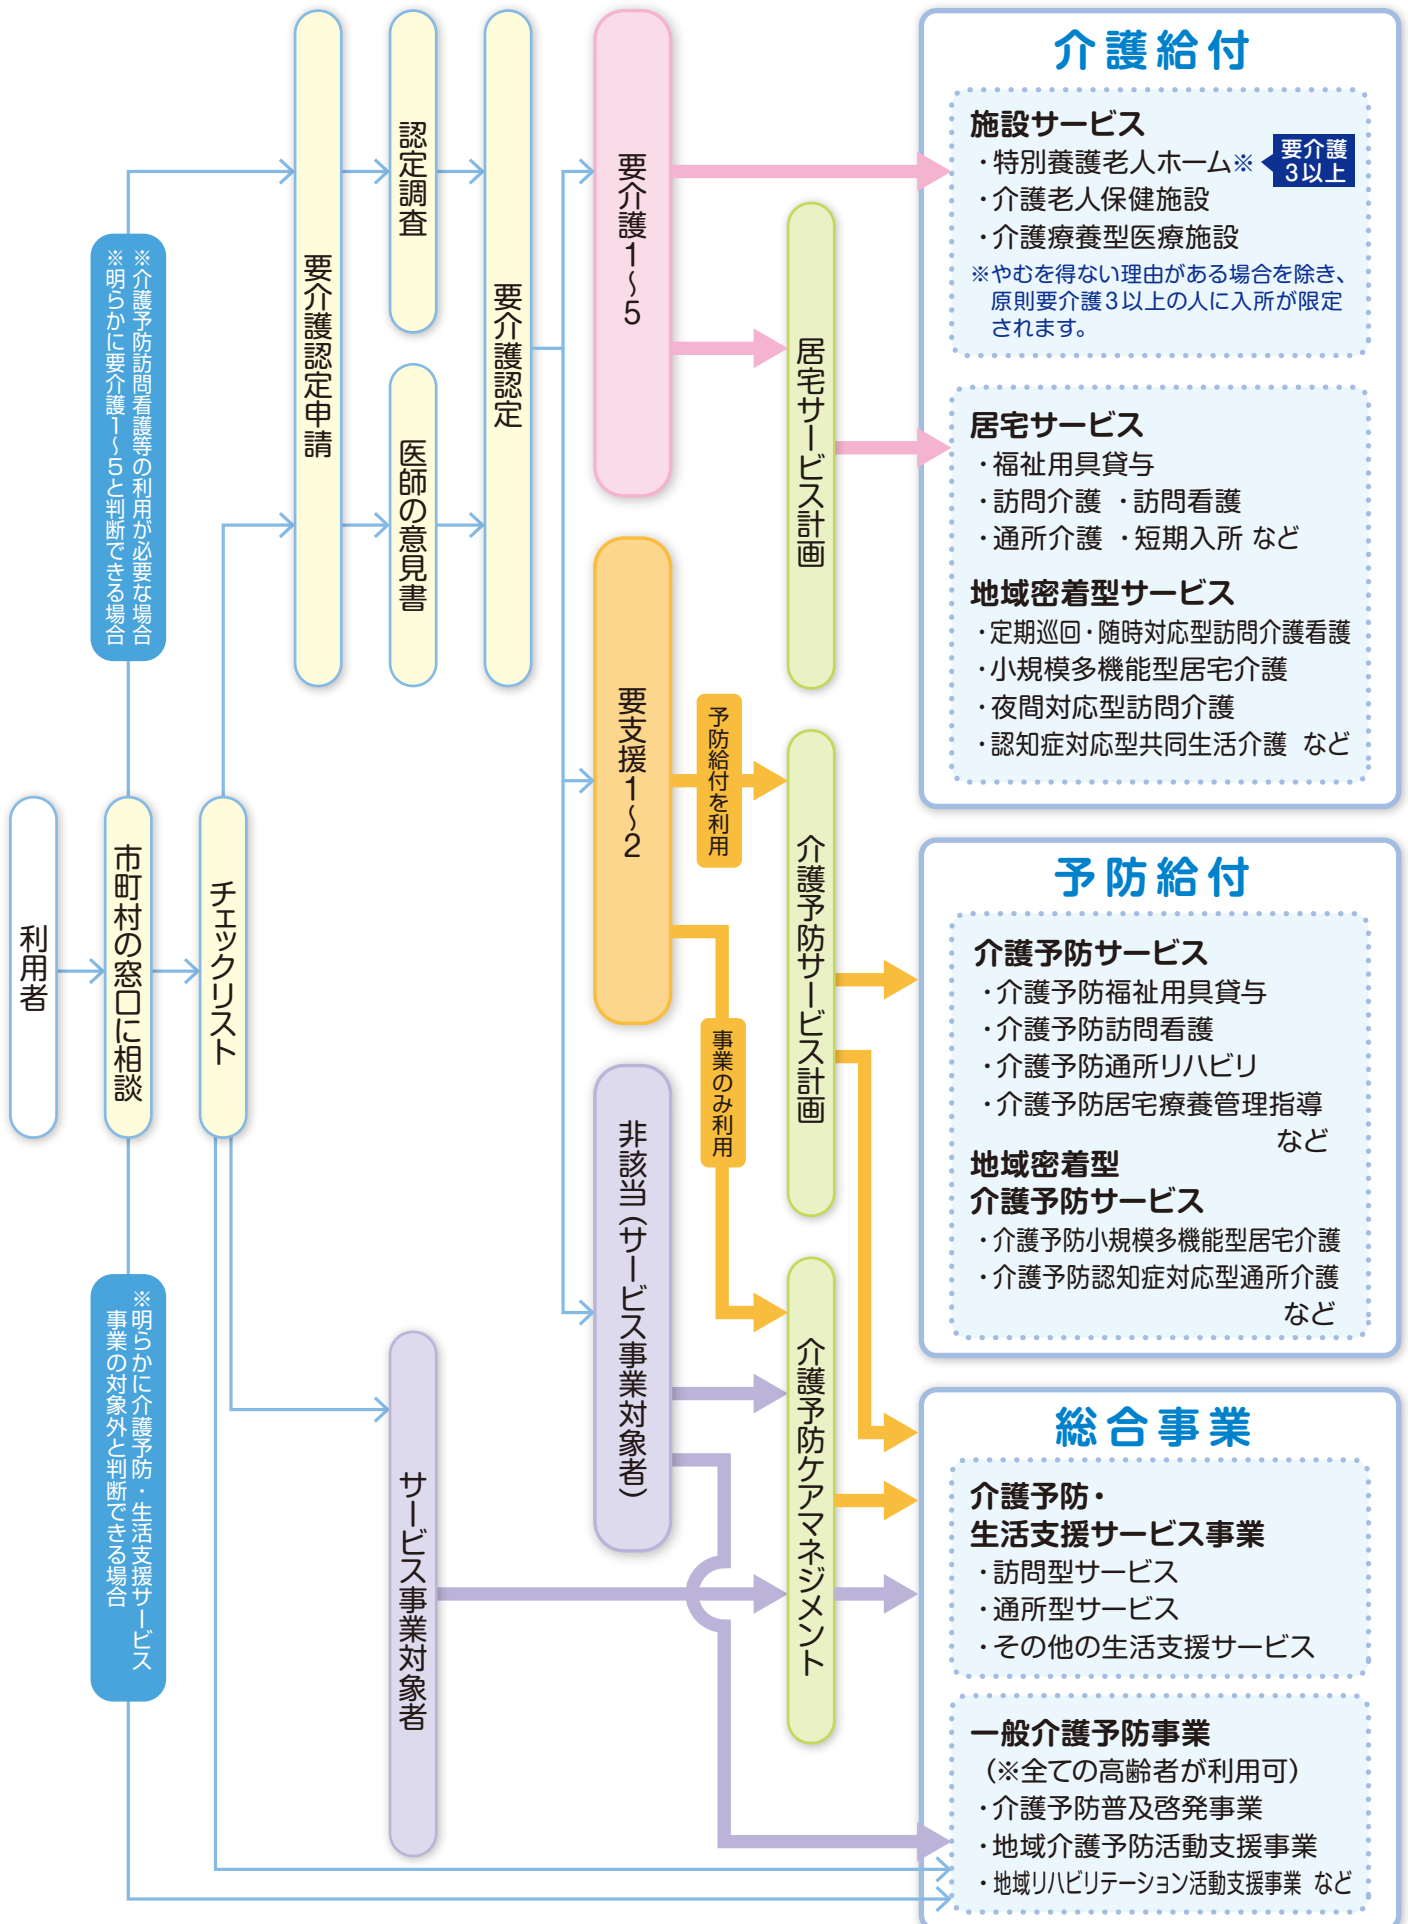 利用者
市町村の窓口に相談
チェックリスト
※介護予防訪問看護等の利用が必要な場合
※明らかに要介護1～5と判断できる場合
※明らかに介護予防・生活支援サービス
事業の対象外と判断できる場合
要介護認定申請
認定調査
医師の意見書
要介護認定
サービス事業対象者
要介護1～5
要支援1～2
非該当(サービス事業対象者)
予防給付を利用
事業のみ利用
居宅サービス計画
介護予防サービス計画
介護予防ケアマネジメント
介護給付
施設サービス
・特別養護老人ホーム※
要介護
3以上
・介護老人保健施設
・介護療養型医療施設
※やむを得ない理由がある場合を除き、
原則要介護3以上の人に入所が限定
されます。
居宅サービス
・福祉用具貸与
・訪問介護 ・訪問看護
・通所介護 ・短期入所 など
地域密着型サービス
・定期巡回・随時対応型訪問介護看護
・小規模多機能型居宅介護
・夜間対応型訪問介護
・認知症対応型共同生活介護 など
予防給付
介護予防サービス
・介護予防福祉用具貸与
・介護予防訪問看護
・介護予防通所リハビリ
・介護予防居宅療養管理指導
など
地域密着型
介護予防サービス
・介護予防小規模多機能型居宅介護
・介護予防認知症対応型通所介護
など
総合事業
介護予防・
生活支援サービス事業
・訪問型サービス
・通所型サービス
・その他の生活支援サービス
一般介護予防事業
(※全ての高齢者が利用可)
・介護予防普及啓発事業
・地域介護予防活動支援事業
・地域リハビリテーション活動支援事業 など